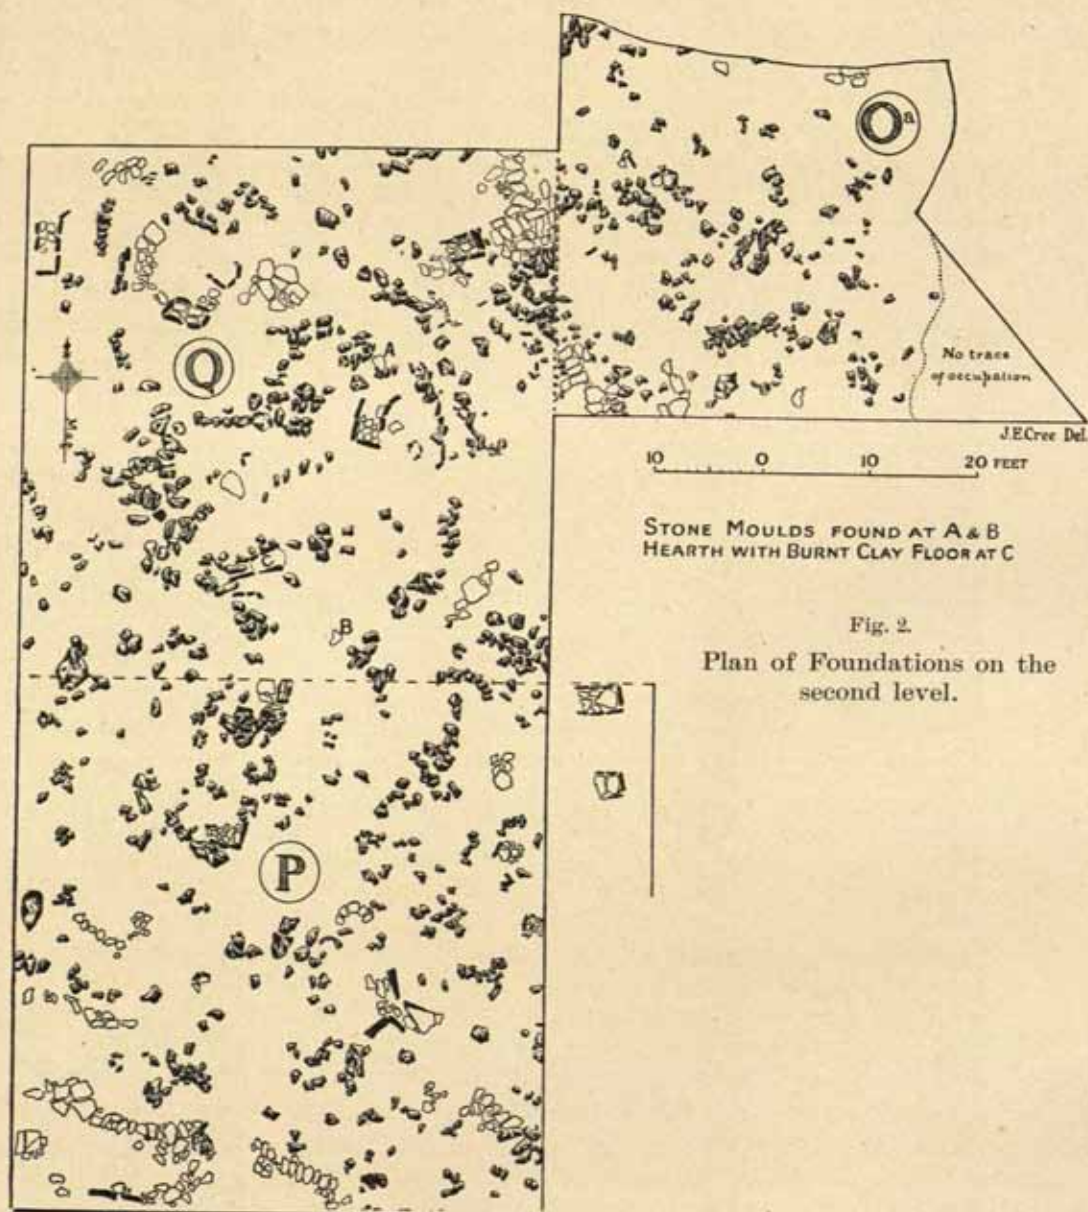 O a
Q
A
No trace
of occupation
J.E.Cree Del.
10 0 10 20 FEET
STONE MOULDS FOUND AT A & B
HEARTH WITH BURNT CLAY FLOOR AT C
B
Fig. 2.
Plan of Foundations on the
second level.
P